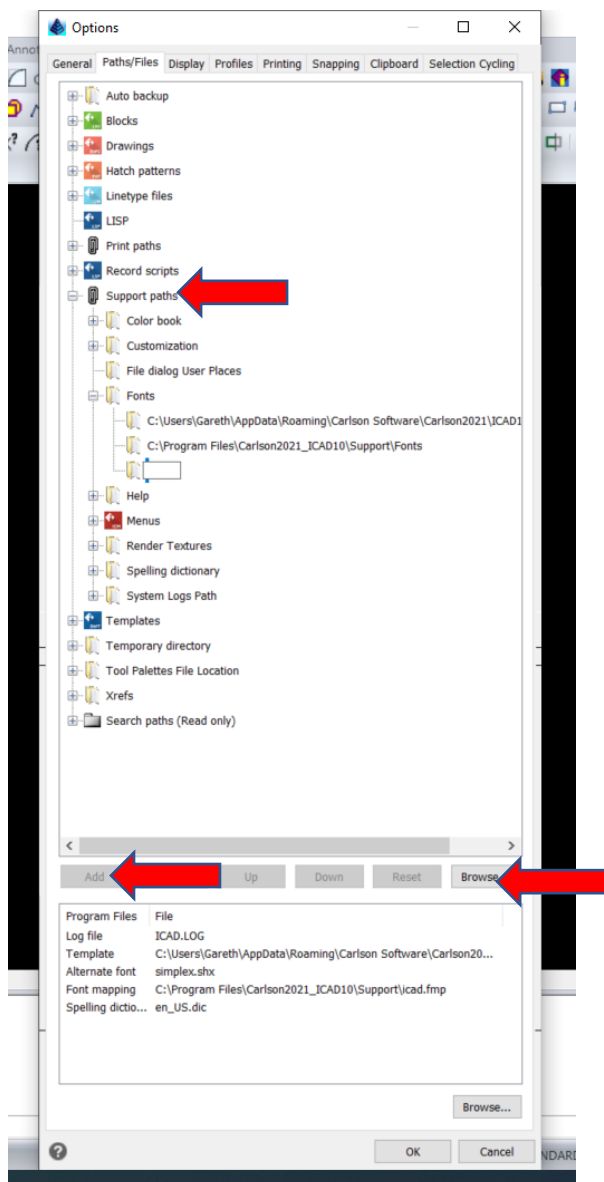 Options
Annot
General Paths/Files Display Profiles Printing Snapping Clipboard Selection Cycling
Auto backup
Blocks
Drawings
Hatch patterns
Linetype files
LISP
Print paths
Record scripts
Support paths
Color book
Customization
File dialog User Places
Fonts
C:\Users\Gareth\AppData\Roaming\Carlson Software\Carlson2021\ICAD1
C:\Program Files\Carlson2021_ICAD10\Support\Fonts
Help
Menus
Render Textures
Spelling dictionary
System Logs Path
Templates
Temporary directory
Tool Palettes File Location
Xrefs
Search paths (Read only)
Add Up Down Reset Browse
Program Files File
Log file ICAD.LOG
Template C:\Users\Gareth\AppData\Roaming\Carlson Software\Carlson20...
Alternate font simplex.shx
Font mapping C:\Program Files\Carlson2021_ICAD10\Support\icad.fmp
Spelling dictio... en_US.dic
Browse...
OK Cancel
NDARD